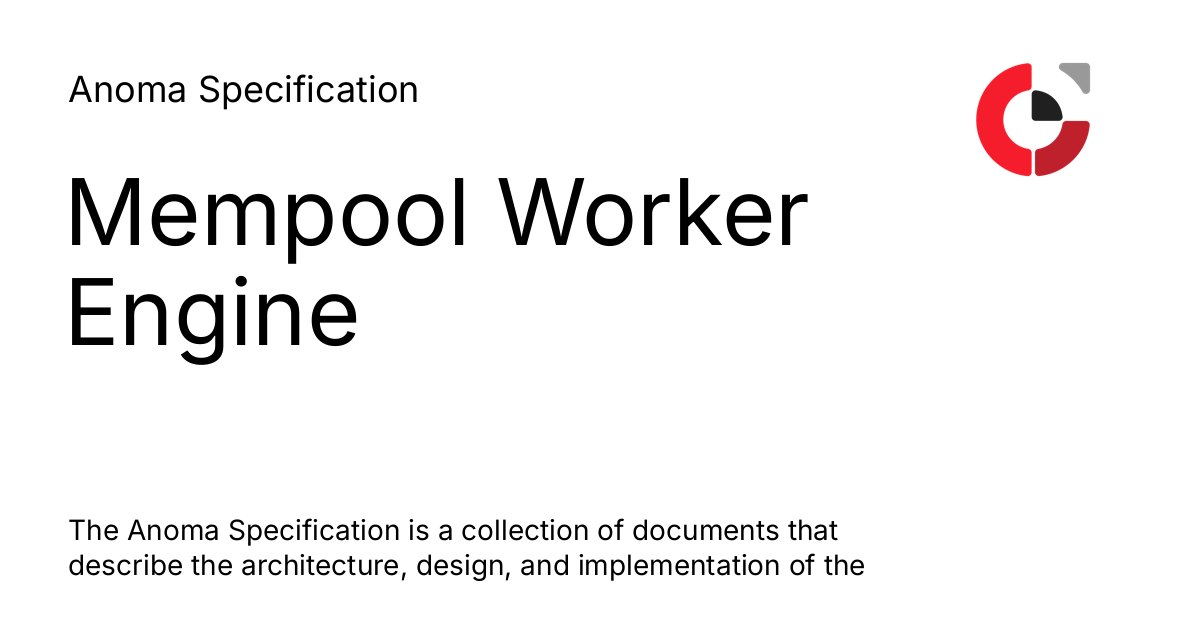 Anoma Specification
Mempool Worker
Engine
The Anoma Specification is a collection of documents that
describe the architecture, design, and implementation of the